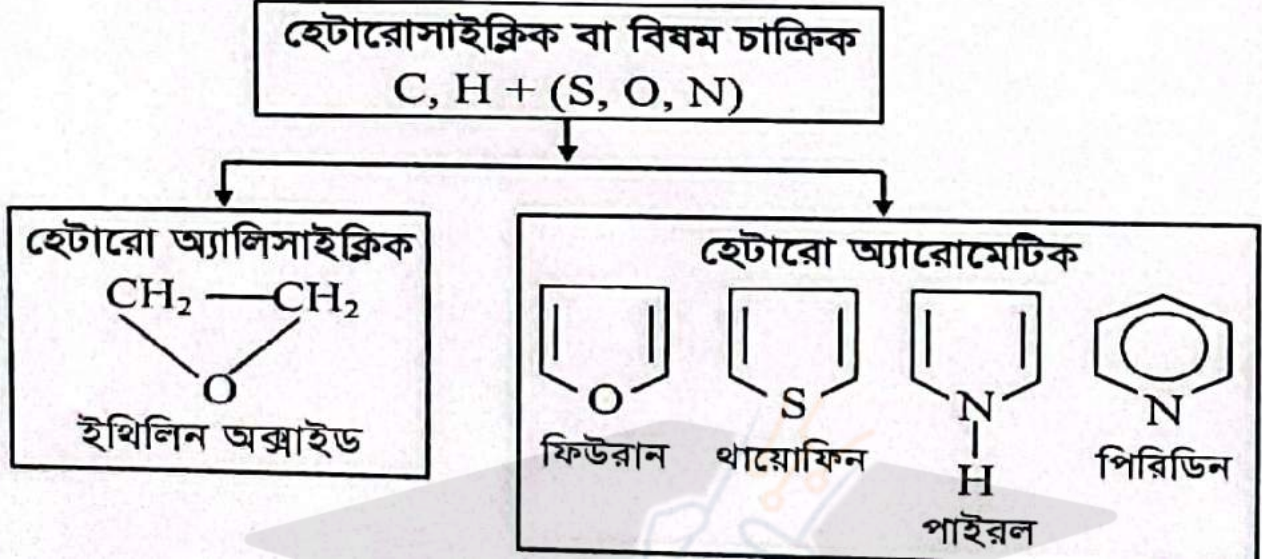 হেটারোসাইক্লিক বা বিষম চাক্রিক
C, H + (S, O, N)
হেটারো অ্যালিসাইক্লিক
CH₂ — CH₂
O
ইথিলিন অক্সাইড
হেটারো অ্যারোমেটিক
O
ফিউরান
S
থায়োফিন
N
H
পাইরল
N
পিরিডিন